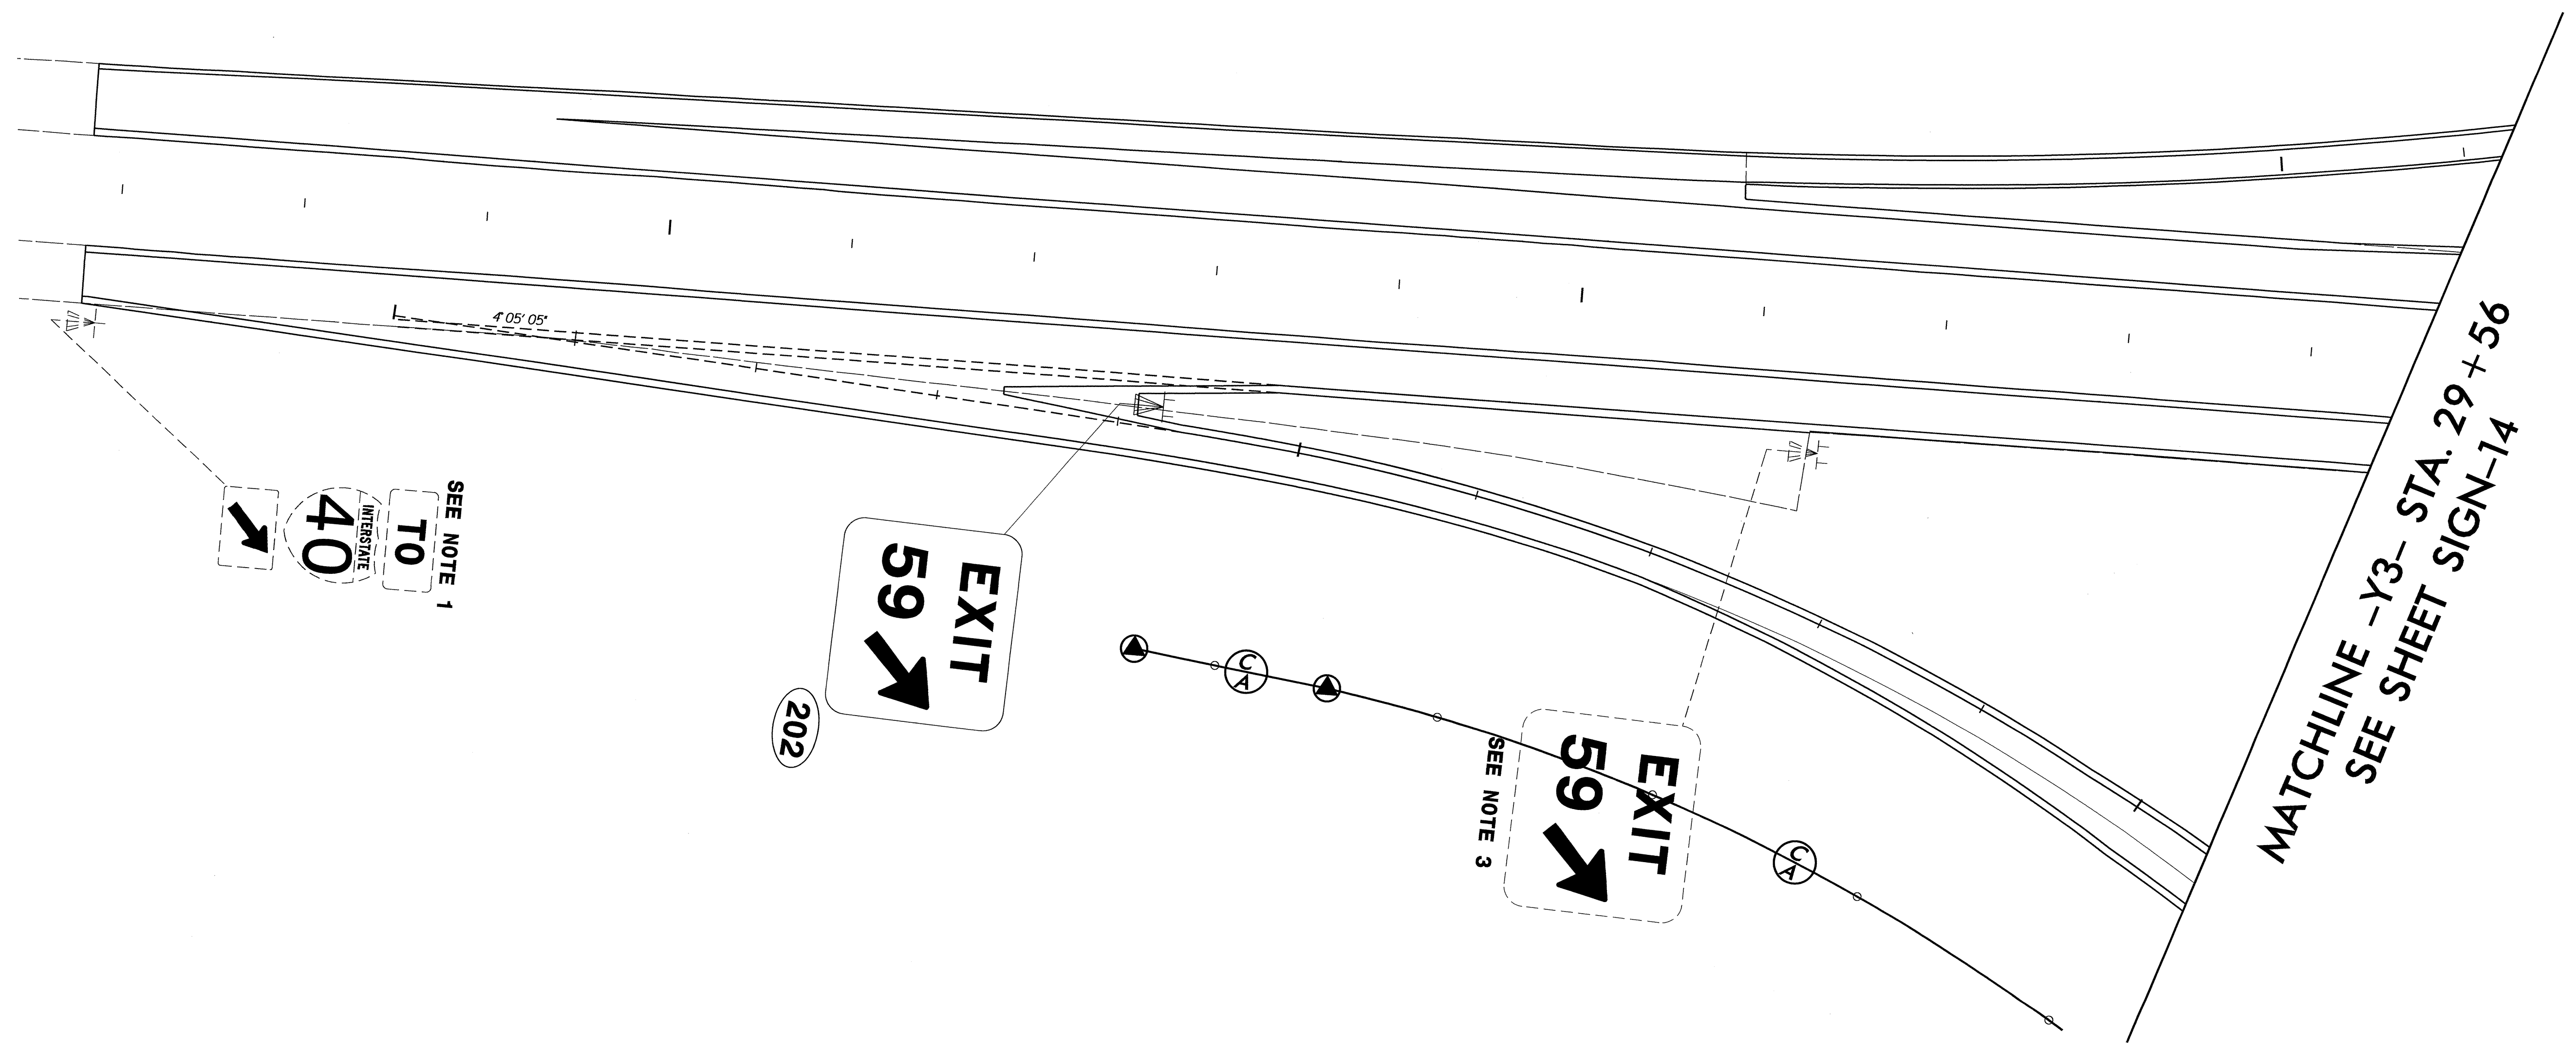 4°05'05"
SEE NOTE 1
TO
INTERSTATE
40
EXIT
59
202
C
A
EXIT
59
SEE NOTE 3
C
A
MATCHLINE -Y3- STA. 29+56
SEE SHEET SIGN-14